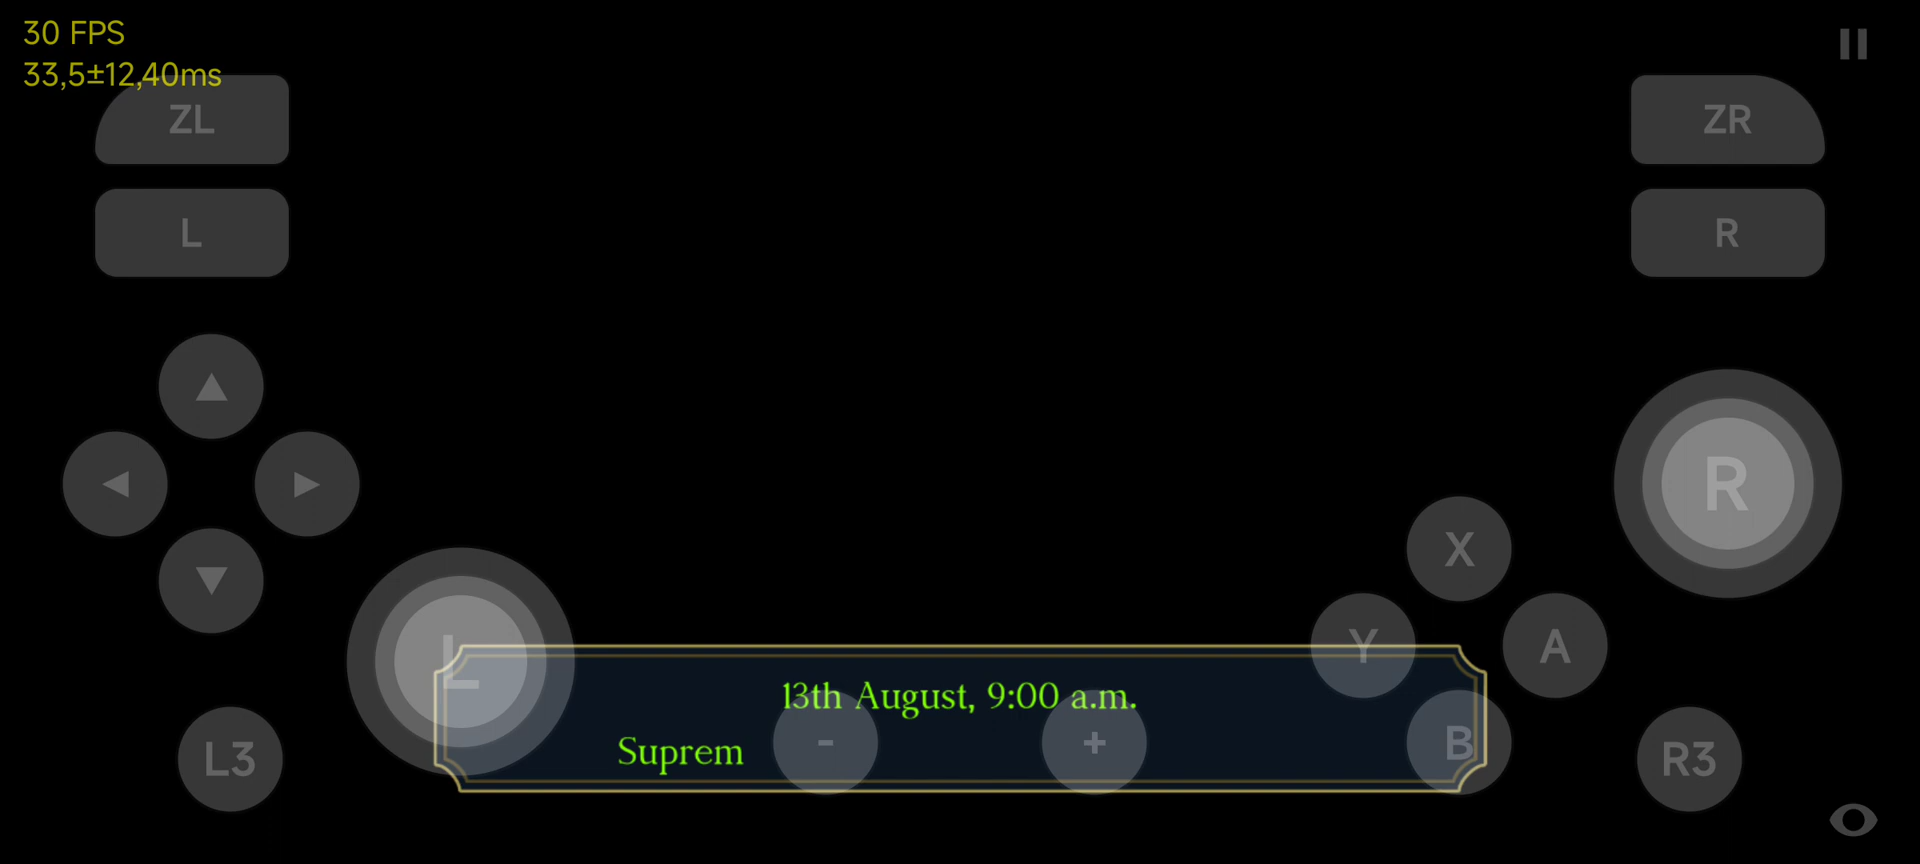 30 FPS
33,5±12,40ms
ZL
ZR
L
R
R
X
L
Y
A
13th August, 9:00 a.m.
- + B
Suprem
L3
R3